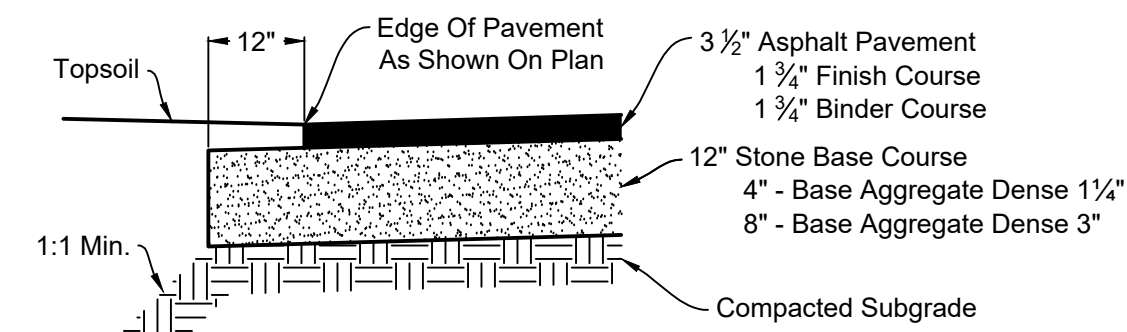 12"
Edge Of Pavement
As Shown On Plan
Topsoil
3 ½" Asphalt Pavement
1 ¾" Finish Course
1 ¾" Binder Course
12" Stone Base Course
4" - Base Aggregate Dense 1¼"
8" - Base Aggregate Dense 3"
1:1 Min.
Compacted Subgrade